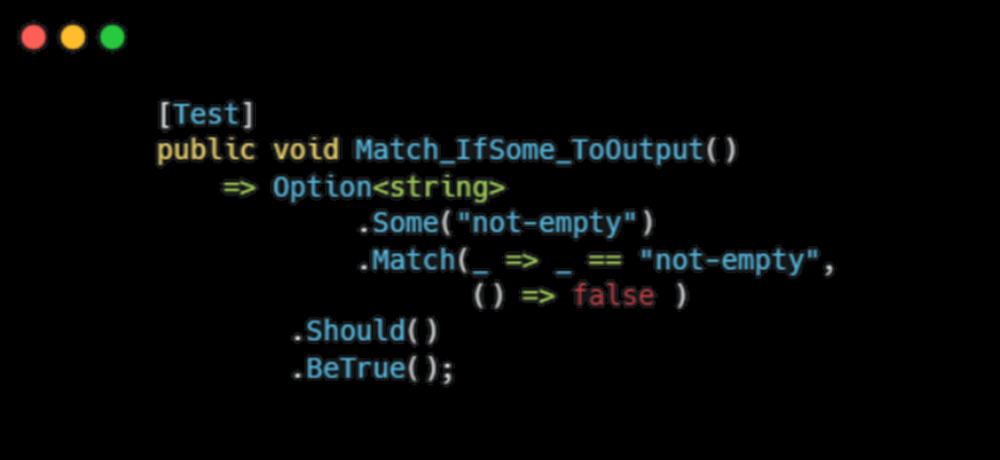 [Test]
public void Match_IfSome_ToOutput()
    => Option<string>
            .Some("not-empty")
            .Match(_ => _ == "not-empty",
                   () => false )
        .Should()
        .BeTrue();